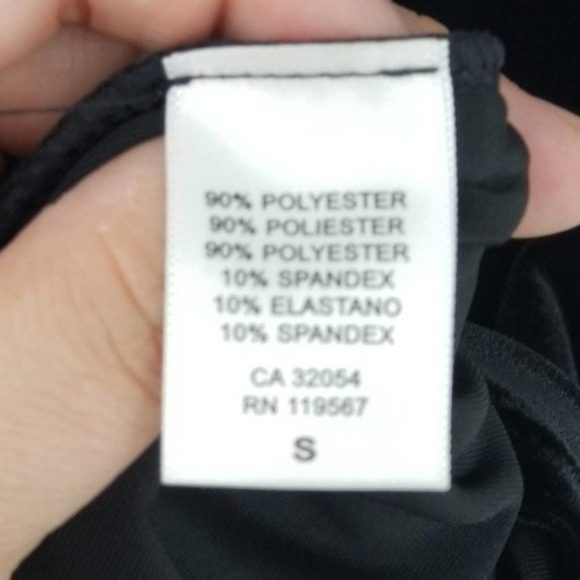 90% POLYESTER
90% POLIESTER
90% POLYESTER
10% SPANDEX
10% ELASTANO
10% SPANDEX
CA 32054
RN 119567
S